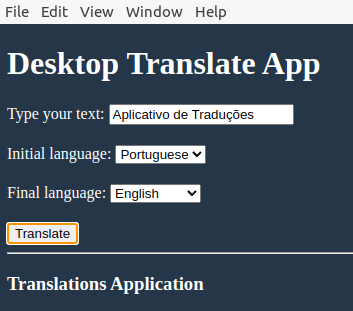 File Edit View Window Help
Desktop Translate App
Type your text: Aplicativo de Traduções
Initial language: Portuguese
Final language: English
Translate
Translations Application